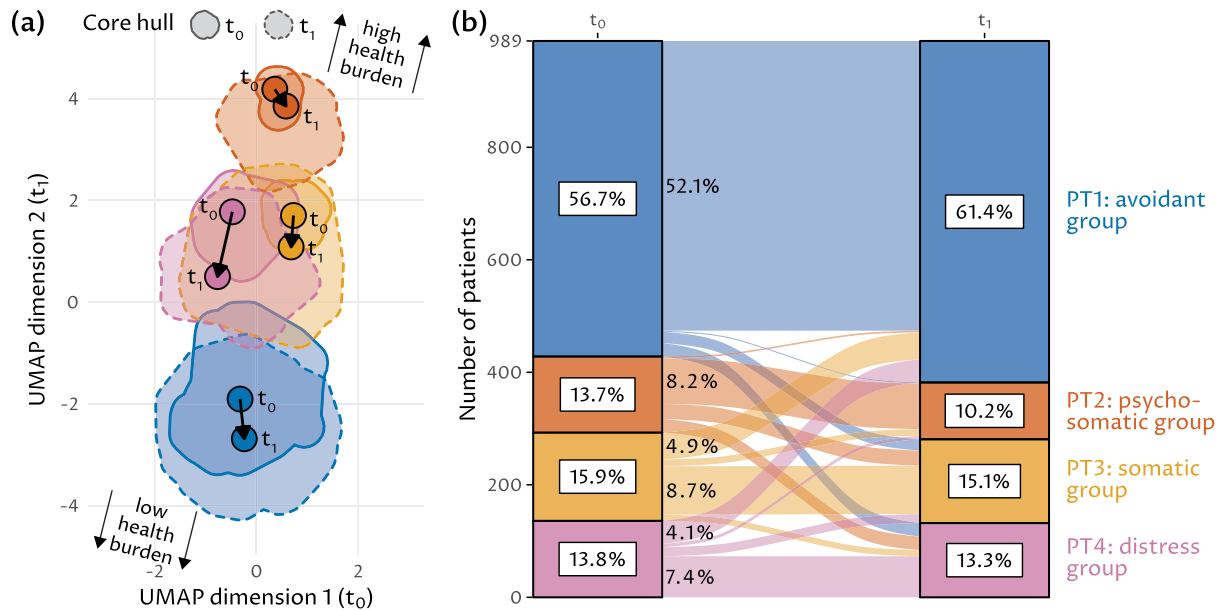 (a)
Core hull
t0
t1
high
health
burden
t0
t1
t0
t1
t0
t1
t0
t1
low
health
burden
4
2
0
-2
-4
-2
0
2
UMAP dimension 2 (t1)
UMAP dimension 1 (t0)
(b)
t0
t1
989
800
600
400
200
0
Number of patients
56.7%
13.7%
15.9%
13.8%
52.1%
8.2%
4.9%
8.7%
4.1%
7.4%
61.4%
10.2%
15.1%
13.3%
PT1: avoidant
group
PT2: psycho-
somatic group
PT3: somatic
group
PT4: distress
group